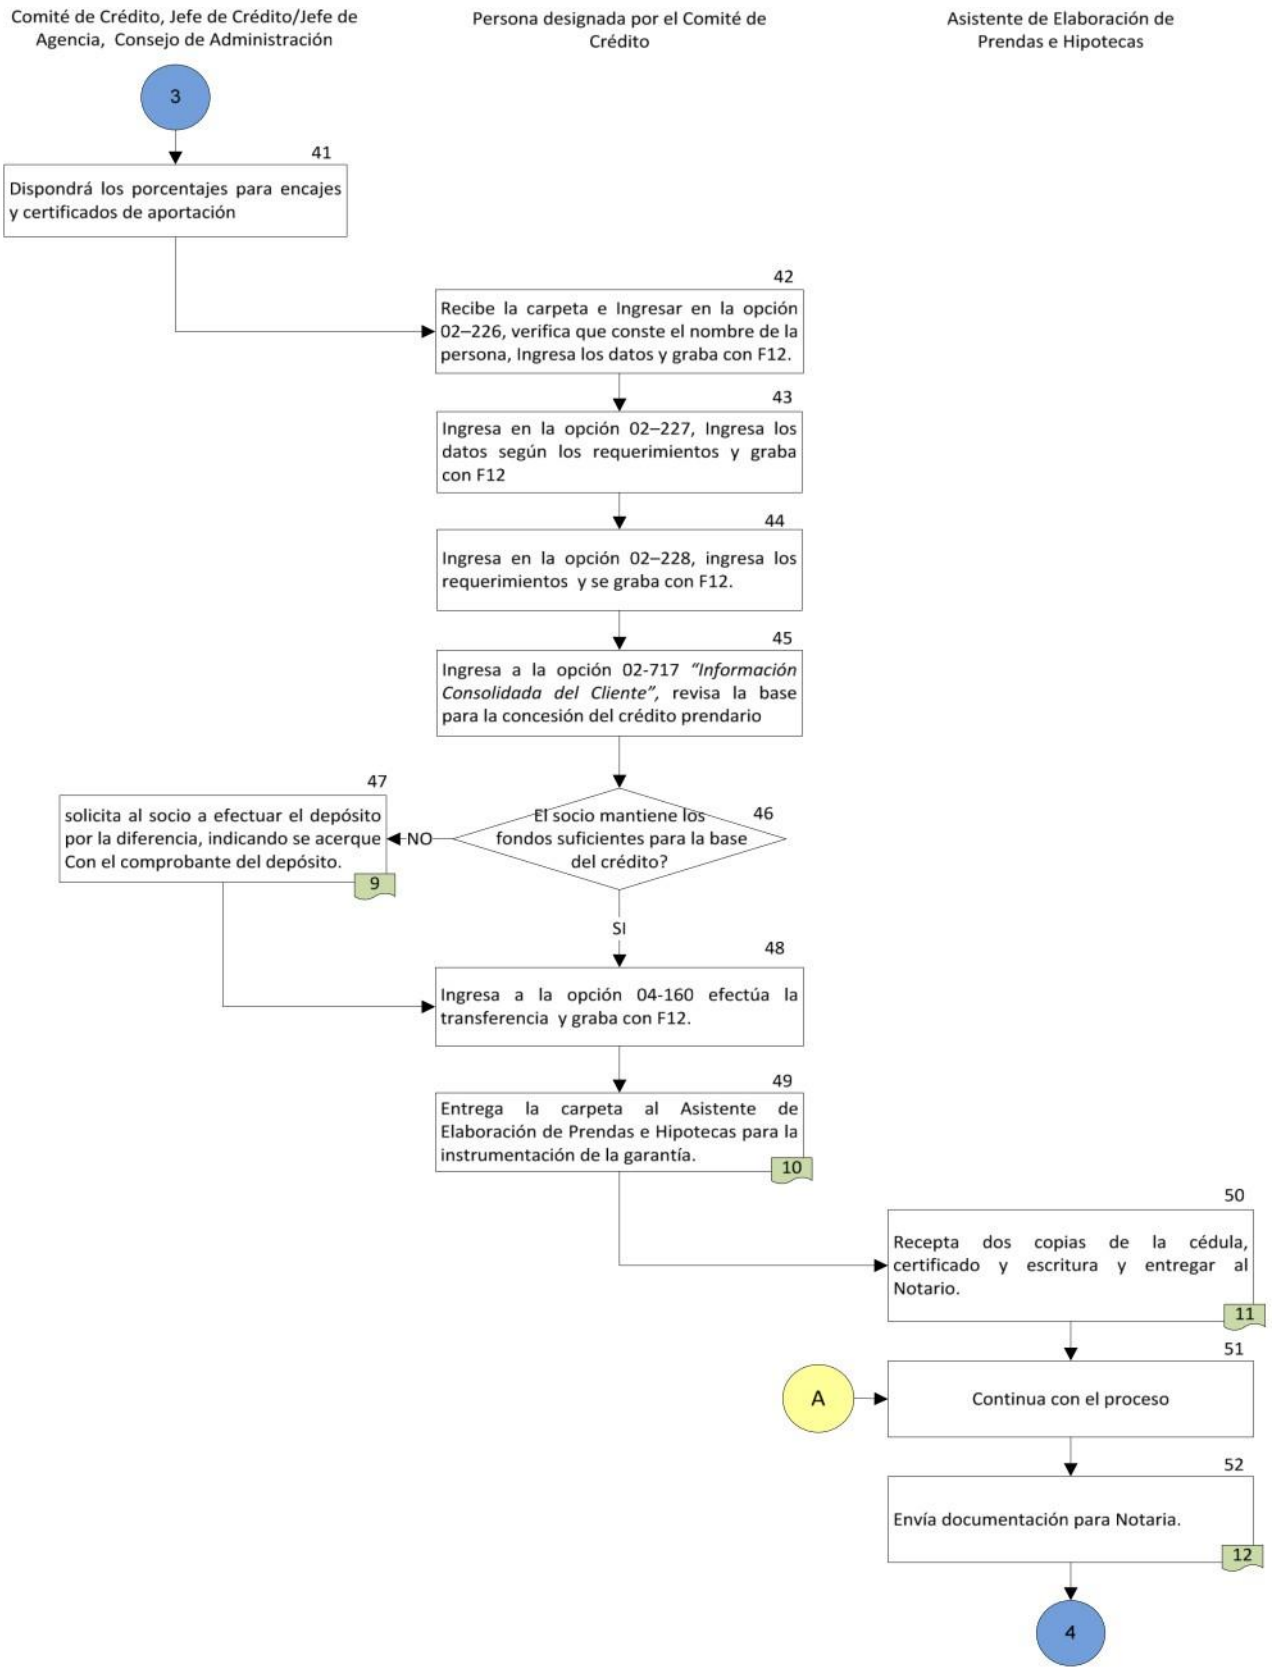 Comité de Crédito, Jefe de Crédito/Jefe de
Agencia, Consejo de Administración
Persona designada por el Comité de
Crédito
Asistente de Elaboración de
Prendas e Hipotecas
3
41
Dispondrá los porcentajes para encajes
y certificados de aportación
42
Recibe la carpeta e Ingresar en la opción
02–226, verifica que conste el nombre de la
persona, Ingresa los datos y graba con F12.
43
Ingresa en la opción 02–227, Ingresa los
datos según los requerimientos y graba
con F12
44
Ingresa en la opción 02–228, ingresa los
requerimientos y se graba con F12.
45
Ingresa a la opción 02-717 “Información
Consolidada del Cliente”, revisa la base
para la concesión del crédito prendario
46
El socio mantiene los
fondos suficientes para la base
del crédito?
NO
47
solicita al socio a efectuar el depósito
por la diferencia, indicando se acerque
Con el comprobante del depósito.
9
SI
48
Ingresa a la opción 04-160 efectúa la
transferencia y graba con F12.
49
Entrega la carpeta al Asistente de
Elaboración de Prendas e Hipotecas para la
instrumentación de la garantía.
10
50
Recepta dos copias de la cédula,
certificado y escritura y entregar al
Notario.
11
51
A
Continua con el proceso
52
Envía documentación para Notaria.
12
4